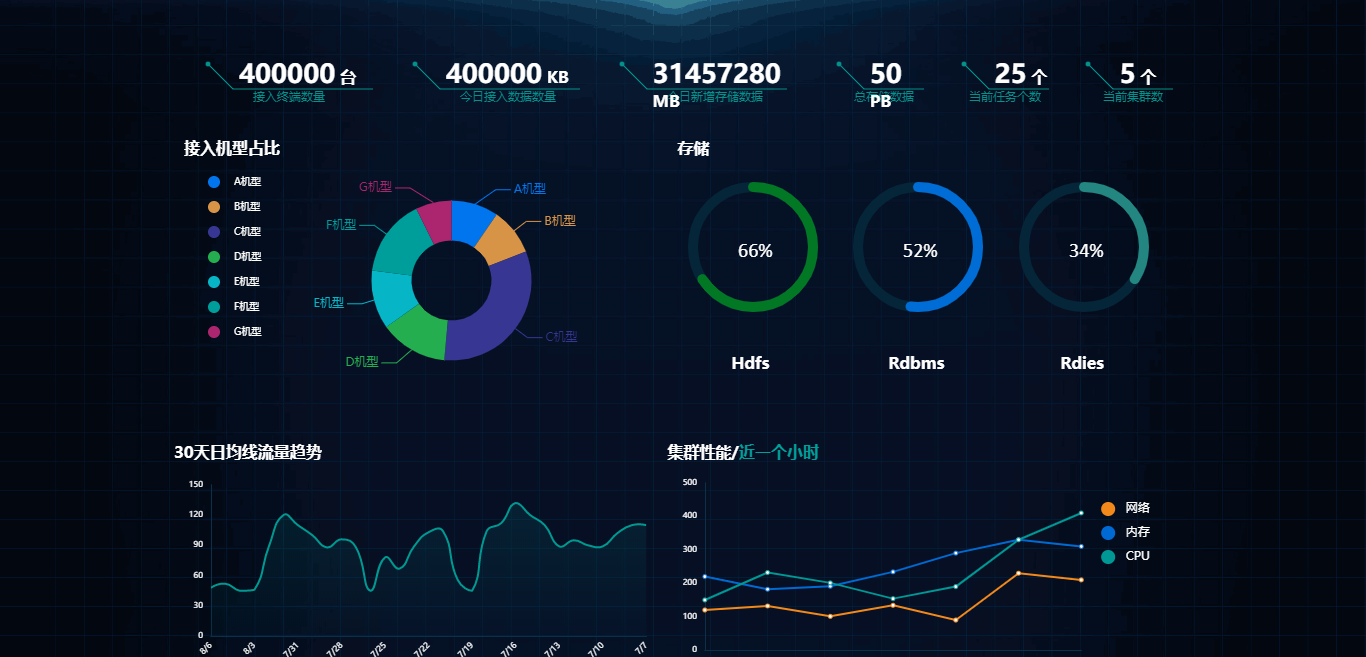 400000 台
接入终端数量
400000 KB
今日接入数据数量
31457280
MB
今日新增存储数据
50
PB
总存储数据
25 个
当前任务个数
5 个
当前集群数
接入机型占比
A机型
B机型
C机型
D机型
E机型
F机型
G机型
G机型
A机型
F机型
B机型
E机型
C机型
D机型
存储
66%
52%
34%
Hdfs
Rdbms
Rdies
30天日均线流量趋势
150
120
90
60
30
0
8/6
8/3
7/31
7/28
7/25
7/22
7/19
7/16
7/13
7/10
7/7
集群性能/近一个小时
500
400
300
200
100
0
网络
内存
CPU